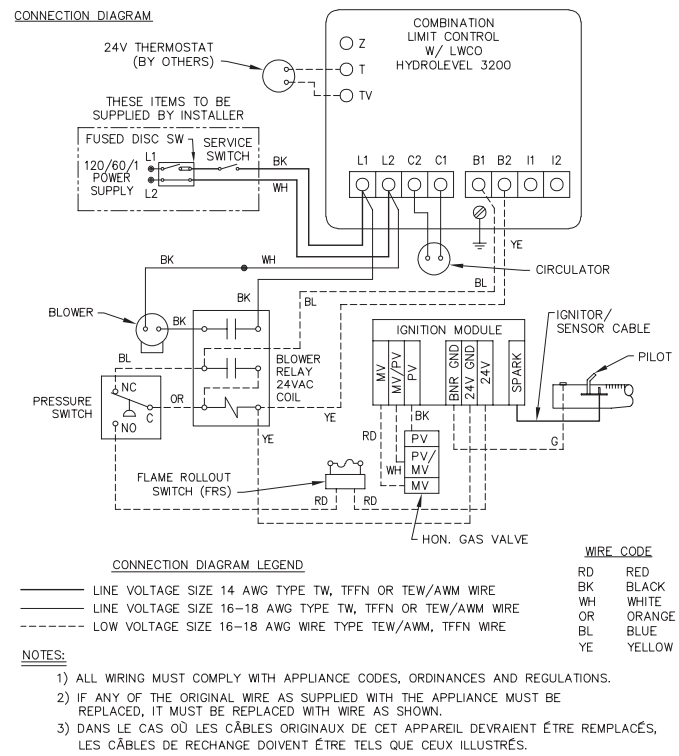 CONNECTION DIAGRAM
24V THERMOSTAT
(BY OTHERS)
Z
T
TV
COMBINATION
LIMIT CONTROL
W/ LWCO
HYDROLEVEL 3200
THESE ITEMS TO BE
SUPPLIED BY INSTALLER
FUSED DISC SW
SERVICE
SWITCH
120/60/1
POWER
SUPPLY
L1
L2
BK
WH
L1 L2 C2 C1 B1 B2 I1 I2
YE
CIRCULATOR
BK
WH
BL
BL
BK
BLOWER
BK
IGNITION MODULE
MV
MV/PV
PV
BNR GND
24V GND
24V
SPARK
IGNITOR/
SENSOR CABLE
PILOT
BL
BLOWER
RELAY
24VAC
COIL
PRESSURE
SWITCH
NC
C
NO
OR
YE
YE
BK
RD
WH
PV
PV/
MV
MV
G
FLAME ROLLOUT
SWITCH (FRS)
RD
RD
HON. GAS VALVE
CONNECTION DIAGRAM LEGEND
LINE VOLTAGE SIZE 14 AWG TYPE TW, TFFN OR TEW/AWM WIRE
LINE VOLTAGE SIZE 16-18 AWG TYPE TW, TFFN OR TEW/AWM WIRE
LOW VOLTAGE SIZE 16-18 AWG WIRE TYPE TEW/AWM, TFFN WIRE
WIRE CODE
RD RED
BK BLACK
WH WHITE
OR ORANGE
BL BLUE
YE YELLOW
NOTES:
1) ALL WIRING MUST COMPLY WITH APPLIANCE CODES, ORDINANCES AND REGULATIONS.
2) IF ANY OF THE ORIGINAL WIRE AS SUPPLIED WITH THE APPLIANCE MUST BE
REPLACED, IT MUST BE REPLACED WITH WIRE AS SHOWN.
3) DANS LE CAS OÙ LES CÂBLES ORIGINAUX DE CET APPAREIL DEVRAIENT ÉTRE REMPLACÉS,
LES CÂBLES DE RECHANGE DOIVENT ÉTRE TELS QUE CEUX ILLUSTRÉS.